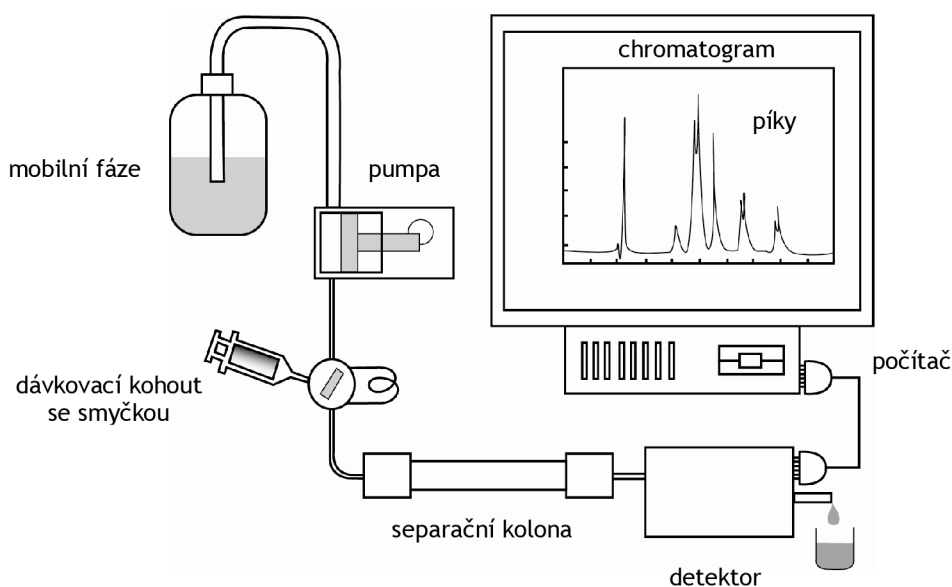 chromatogram
píky
mobilní fáze
pumpa
dávkovací kohout
se smyčkou
počítač
separační kolona
detektor